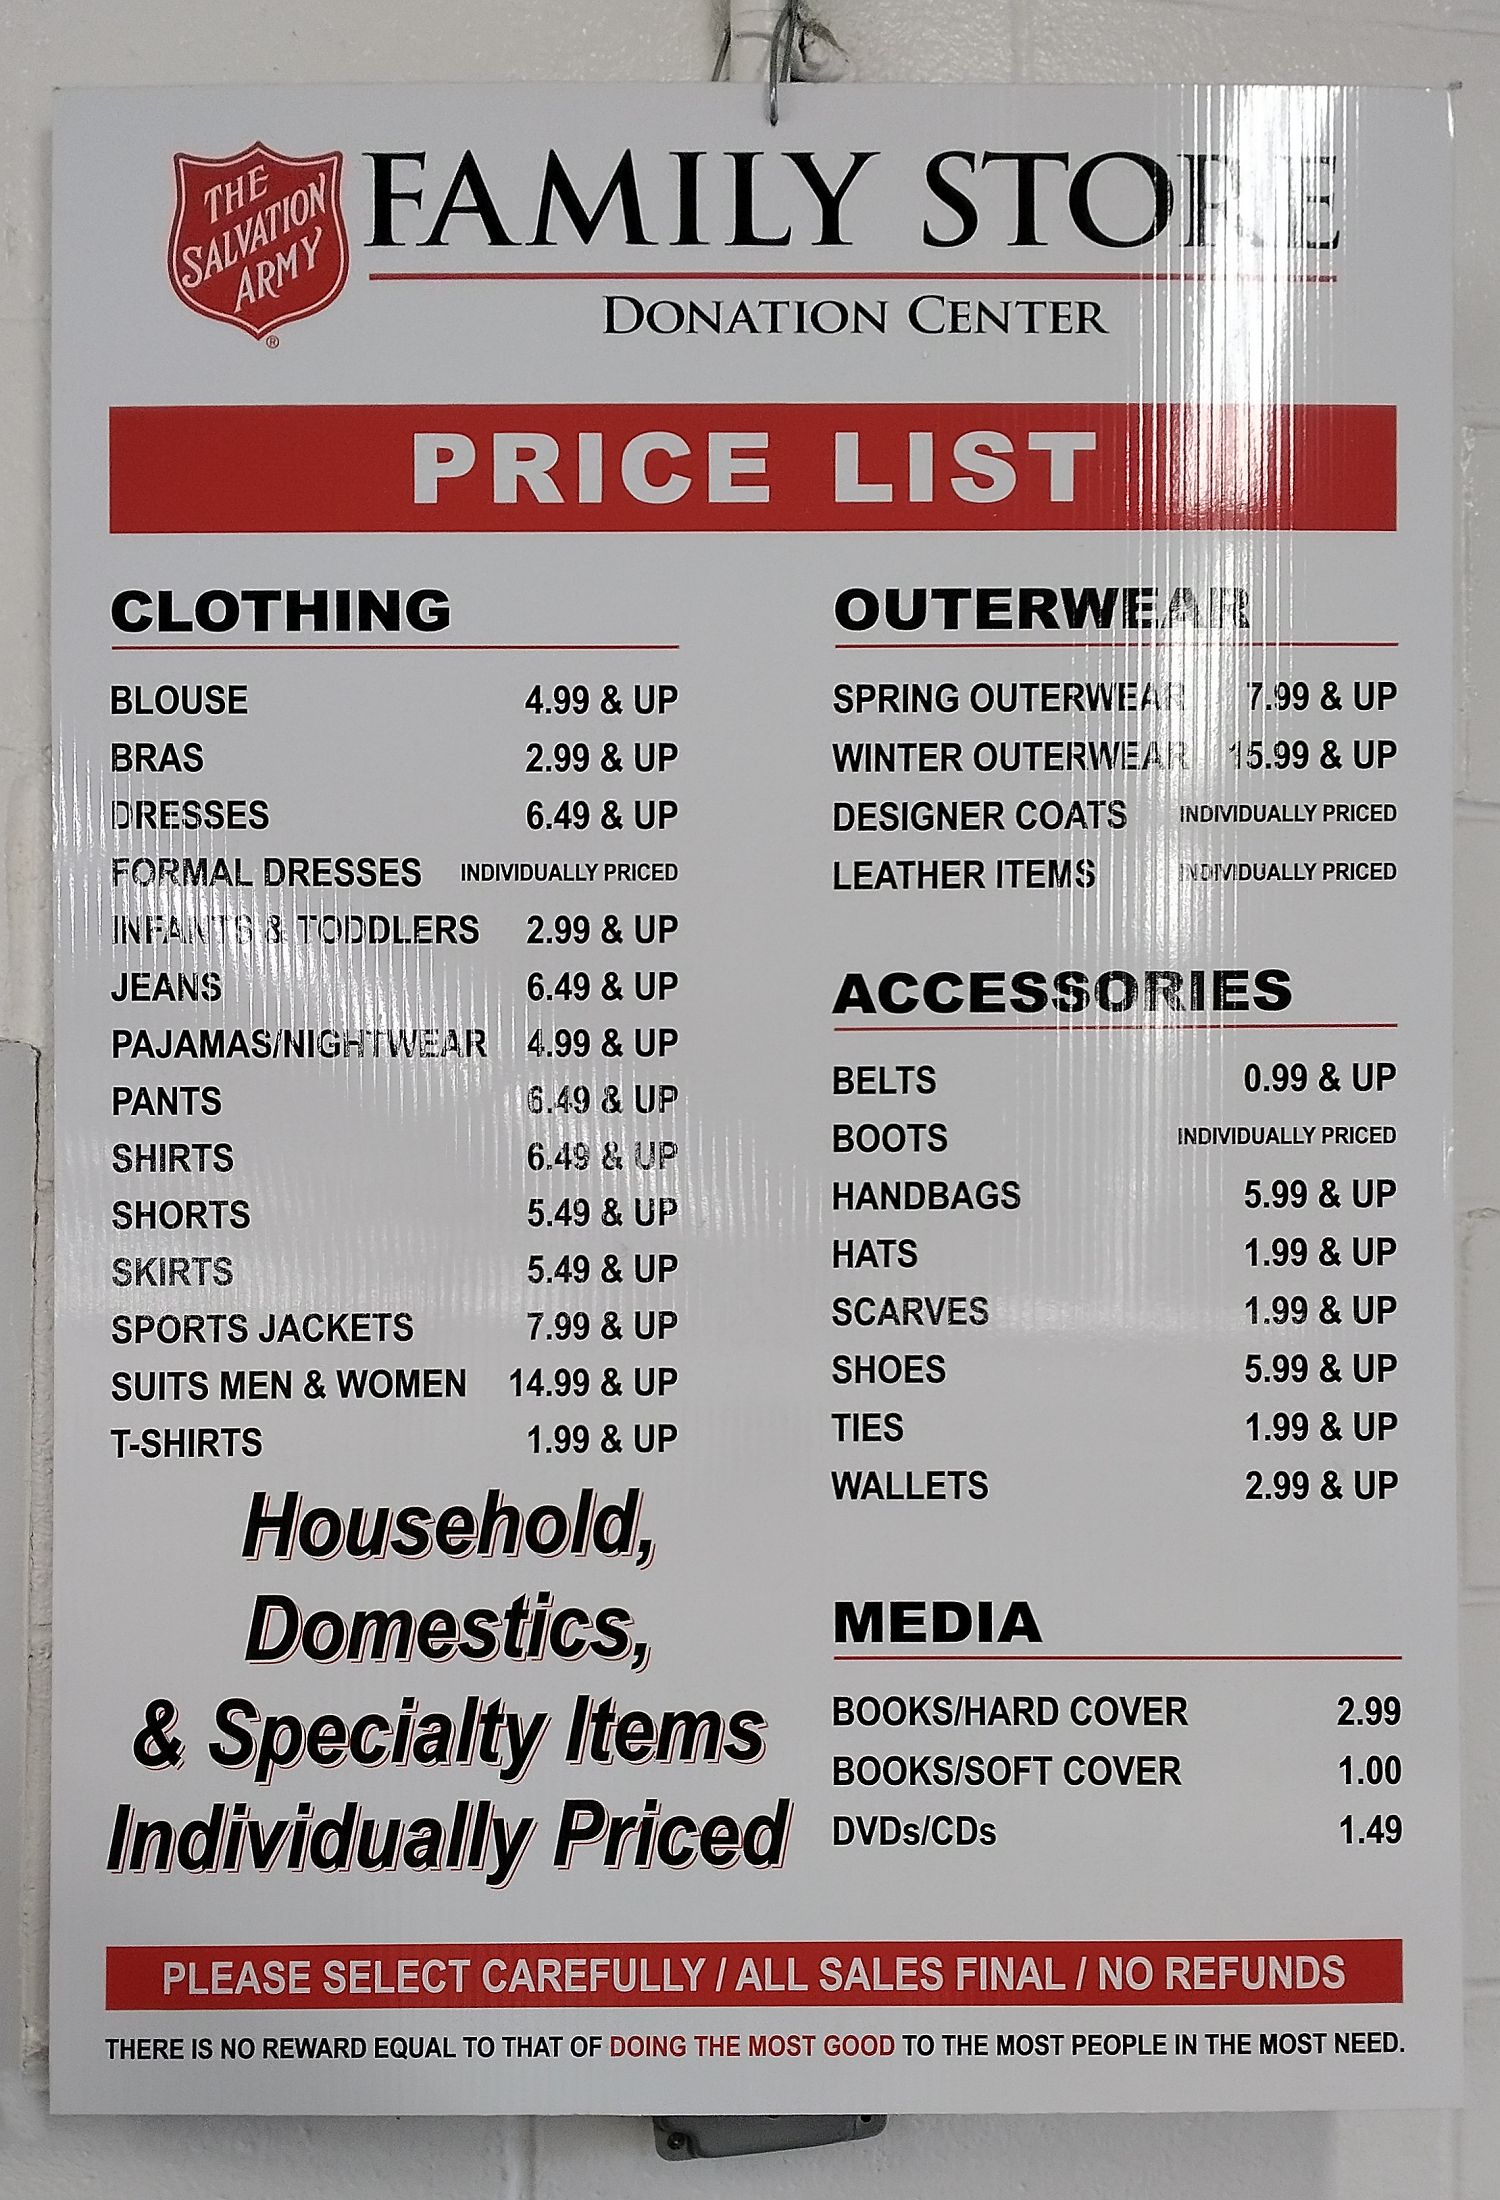 THE
SALVATION
ARMY
®
FAMILY STORE
DONATION CENTER
PRICE LIST
CLOTHING
BLOUSE 4.99 & UP
BRAS 2.99 & UP
DRESSES 6.49 & UP
FORMAL DRESSES INDIVIDUALLY PRICED
INFANTS & TODDLERS 2.99 & UP
JEANS 6.49 & UP
PAJAMAS/NIGHTWEAR 4.99 & UP
PANTS 6.49 & UP
SHIRTS 6.49 & UP
SHORTS 5.49 & UP
SKIRTS 5.49 & UP
SPORTS JACKETS 7.99 & UP
SUITS MEN & WOMEN 14.99 & UP
T-SHIRTS 1.99 & UP
Household,
Domestics,
& Specialty Items
Individually Priced
OUTERWEAR
SPRING OUTERWEAR 7.99 & UP
WINTER OUTERWEAR 15.99 & UP
DESIGNER COATS INDIVIDUALLY PRICED
LEATHER ITEMS INDIVIDUALLY PRICED
ACCESSORIES
BELTS 0.99 & UP
BOOTS INDIVIDUALLY PRICED
HANDBAGS 5.99 & UP
HATS 1.99 & UP
SCARVES 1.99 & UP
SHOES 5.99 & UP
TIES 1.99 & UP
WALLETS 2.99 & UP
MEDIA
BOOKS/HARD COVER 2.99
BOOKS/SOFT COVER 1.00
DVDs/CDs 1.49
PLEASE SELECT CAREFULLY / ALL SALES FINAL / NO REFUNDS
THERE IS NO REWARD EQUAL TO THAT OF DOING THE MOST GOOD TO THE MOST PEOPLE IN THE MOST NEED.